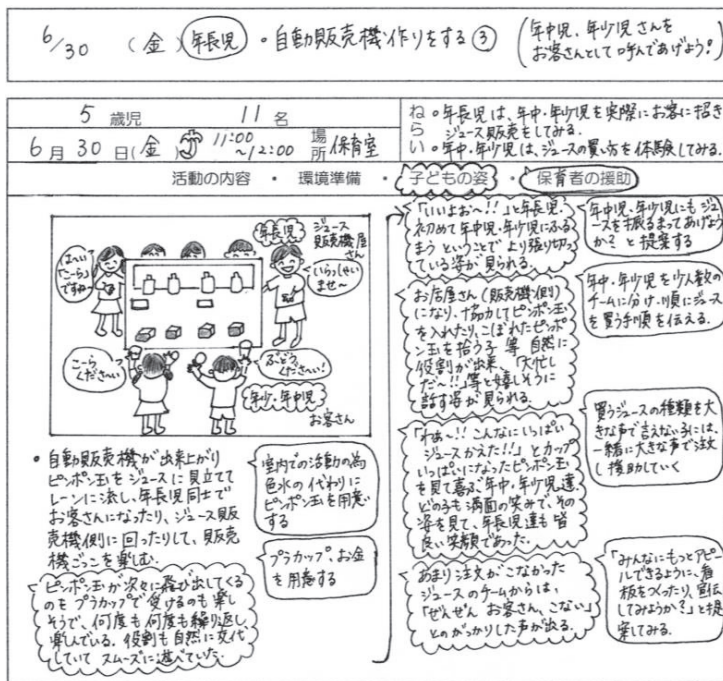 6/30 (金) 年長児 • 自動販売機作りをする③
年中児、年少児さんを
お客さんとして呼んであげよう!
5 歳児 11 名
6月 30日(金) 11:00
~12:00
場所 保育室
ねらい
• 年長児は、年中・年少児を実際にお客に招き
ジュース販売をしてみる。
• 年中・年少児は、ジュースの買い方を体験してみる。
活動の内容 ・ 環境準備 ・ 子どもの姿 ・ 保育者の援助
年長児
ジュース
販売機屋
さん
はーい
"こーら"
ですね
いらっしゃい
ませ〜
こーら
くださーい
ぶどう
くださーい!
年少・年中児
お客さん
• 自動販売機が出来上がり
ピンポン玉をジュースに見立てて
レーンに流し、年長児同士で
お客さんになったり、ジュース販
売機側に回ったりして、販売
機ごっこを楽しむ。
室内での活動の為
色水の代わりに
ピンポン玉を用意
する
プラカップ、お金
を用意する
ピンポン玉が次々に飛び出してくる
のをプラカップで受けるのも楽し
そうで、何度も何度も繰り返し
楽しんでいる。役割も自然に交代
していてスムーズに遊べていた。
「いいよぉ〜!!」と年長児。
初めて年中児・年少児にふる
まうということでより張り切っ
ている姿が見られる。
お店屋さん(販売機側)
になり、協力してピンポン玉
を入れたり、こぼれたピンポ
ン玉を拾う子等 自然に
役割が出来、「大忙し
だ〜!!」等と嬉しそうに
話す姿が見られる。
「わぁ〜!! こんなにいっぱい
ジュースかえた!!」とカップ
いっぱいになったピンポン玉
を見て喜ぶ年中・年少児達。
どの子も満面の笑みで、その
姿を見て、年長児達も皆
良い笑顔であった。
あまり注文がこなかった
ジュースのチームからは、
「ぜんぜん お客さん、こない」
とのがっかりした声が出る。
年中児、年少児にもジュ
ースを振るまってあげよう
か?と提案する
年中・年少児を少人数の
チームに分け、順にジュース
を買う手順を伝える。
買うジュースの種類を大
きな声で言えない子には、
一緒に大きな声で注文
し援助していく
「みんなにもっとアピー
ルできるように、看
板をつくったり、宣伝
してみようか?」と提
案してみる。